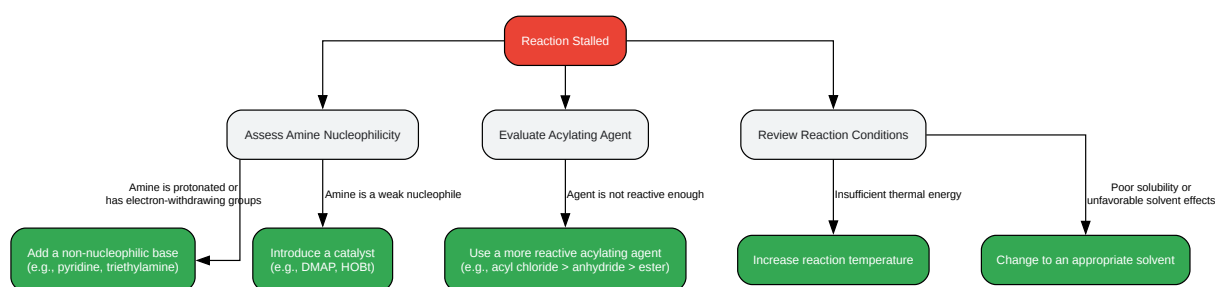 Reaction Stalled
Assess Amine Nucleophilicity
Evaluate Acylating Agent
Review Reaction Conditions
Amine is protonated or
has electron-withdrawing groups
Amine is a weak nucleophile
Agent is not reactive enough
Insufficient thermal energy
Poor solubility or
unfavorable solvent effects
Add a non-nucleophilic base
(e.g., pyridine, triethylamine)
Introduce a catalyst
(e.g., DMAP, HOBt)
Use a more reactive acylating agent
(e.g., acyl chloride > anhydride > ester)
Increase reaction temperature
Change to an appropriate solvent